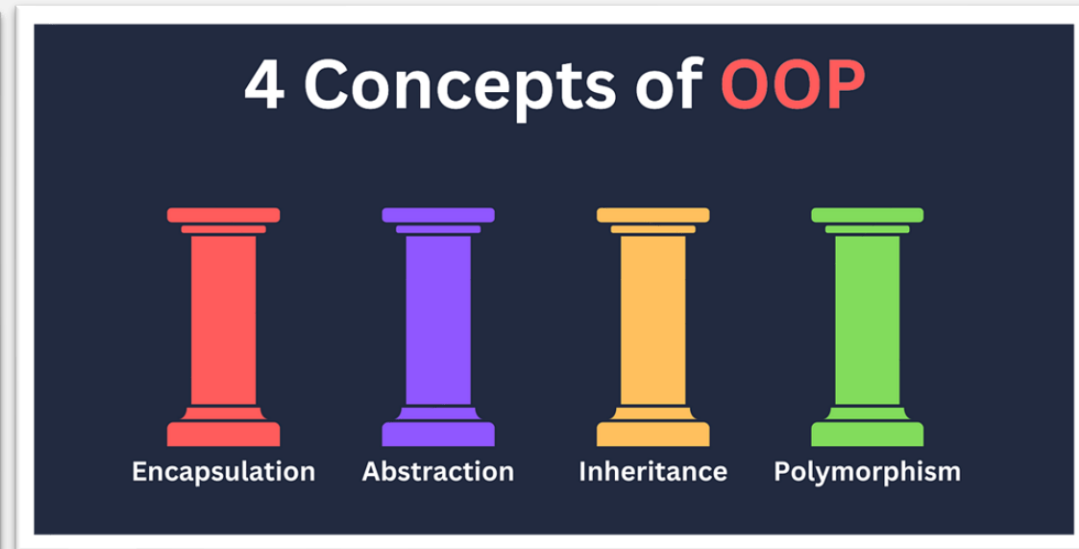 4 Concepts of OOP
Encapsulation Abstraction Inheritance Polymorphism